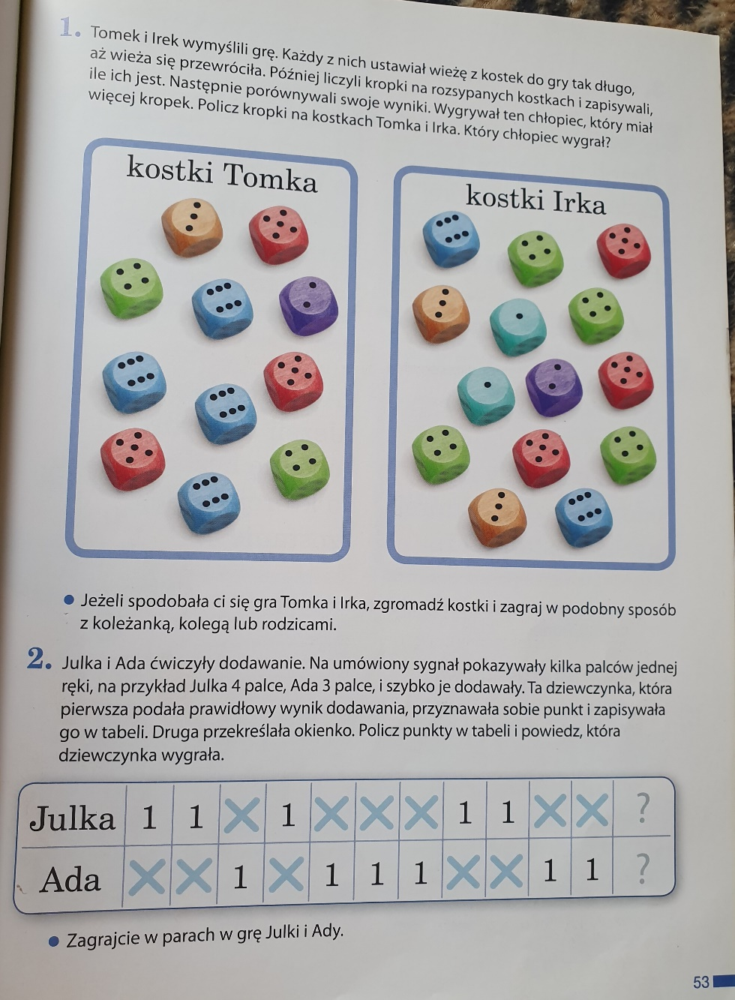 1. Tomek i Irek wymyślili grę. Każdy z nich ustawiał wieżę z kostek do gry tak długo,
aż wieża się przewróciła. Później liczyli kropki na rozsypanych kostkach i zapisywali,
ile ich jest. Następnie porównywali swoje wyniki. Wygrywał ten chłopiec, który miał
więcej kropek. Policz kropki na kostkach Tomka i Irka. Który chłopiec wygrał?
kostki Tomka
kostki Irka
• Jeżeli spodobała ci się gra Tomka i Irka, zgromadź kostki i zagraj w podobny sposób
z koleżanką, kolegą lub rodzicami.
2. Julka i Ada ćwiczyły dodawanie. Na umówiony sygnał pokazywały kilka palców jednej
ręki, na przykład Julka 4 palce, Ada 3 palce, i szybko je dodawały. Ta dziewczynka, która
pierwsza podała prawidłowy wynik dodawania, przyznawała sobie punkt i zapisywała
go w tabeli. Druga przekreślała okienko. Policz punkty w tabeli i powiedz, która
dziewczynka wygrała.
Julka 1 1 X 1 X X X 1 1 X X ?
Ada X X 1 X 1 1 1 X X 1 1 ?
• Zagrajcie w parach w grę Julki i Ady.
53